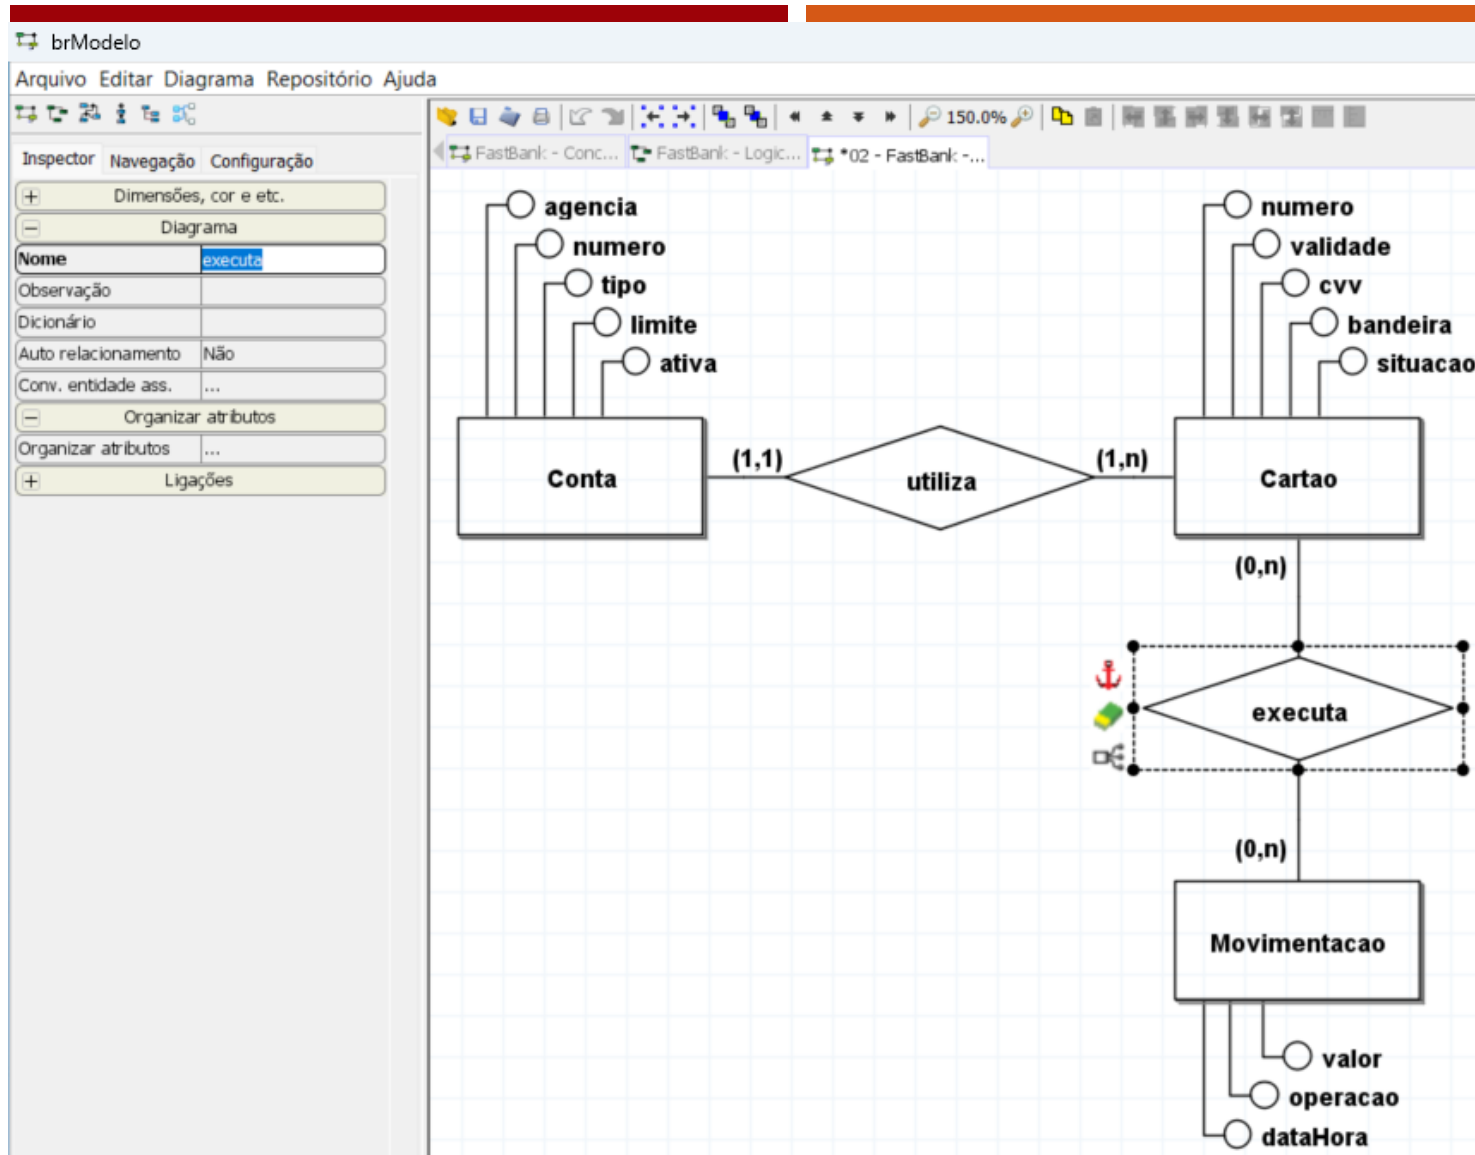 brModelo
Arquivo Editar Diagrama Repositório Ajuda
150.0%
Inspector Navegação Configuração
FastBank - Conc... FastBank - Logic... *02 - FastBank -...
Dimensões, cor e etc.
Diagrama
Nome executa
Observação
Dicionário
Auto relacionamento Não
Conv. entidade ass. ...
Organizar atributos
Organizar atributos ...
Ligações
agencia
numero
tipo
limite
ativa
Conta
(1,1)
utiliza
(1,n)
numero
validade
cvv
bandeira
situacao
Cartao
(0,n)
executa
(0,n)
Movimentacao
valor
operacao
dataHora